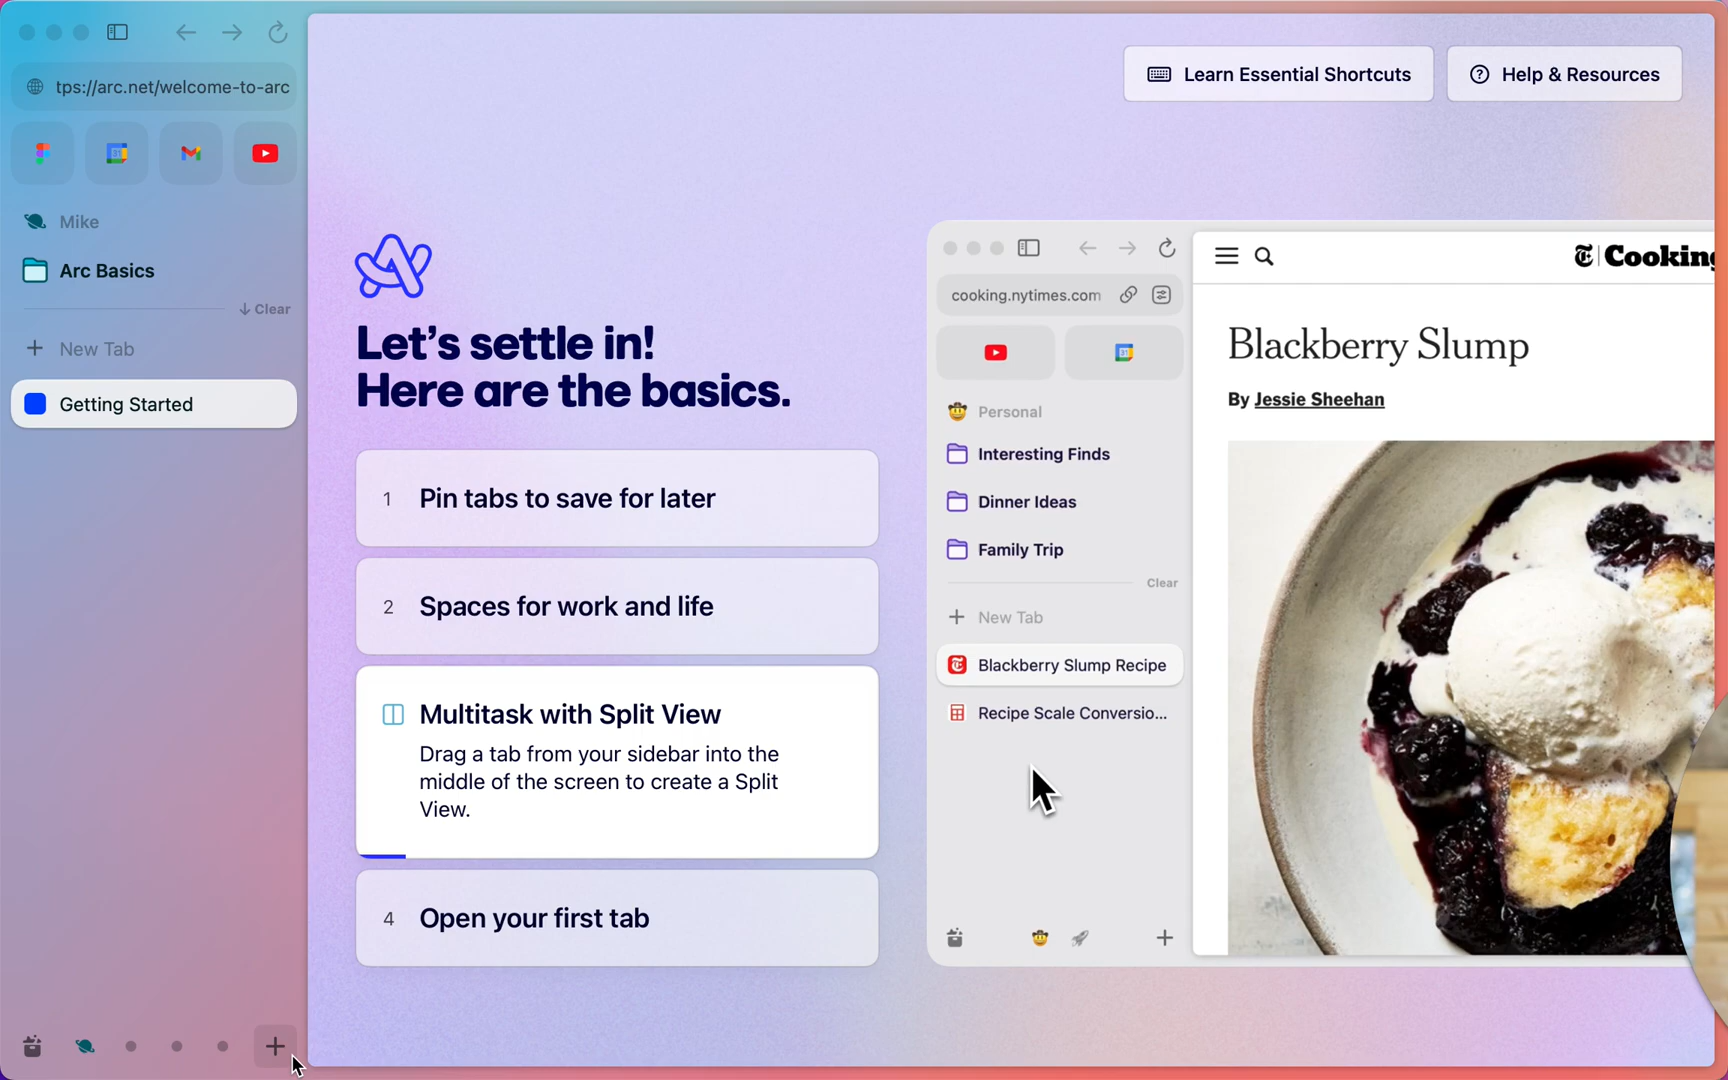 tps://arc.net/welcome-to-arc
31
Mike
Arc Basics
Clear
New Tab
Getting Started
Learn Essential Shortcuts
Help & Resources
Let's settle in!
Here are the basics.
1 Pin tabs to save for later
2 Spaces for work and life
Multitask with Split View
Drag a tab from your sidebar into the
middle of the screen to create a Split
View.
4 Open your first tab
cooking.nytimes.com
31
Personal
Interesting Finds
Dinner Ideas
Family Trip
Clear
New Tab
Blackberry Slump Recipe
Recipe Scale Conversio...
Cooking
Blackberry Slump
By Jessie Sheehan